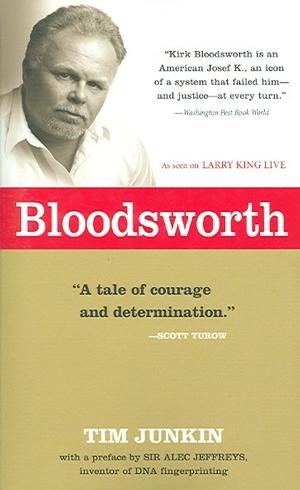 “Kirk Bloodsworth is an
American Josef K., an icon
of a system that failed him—
and justice—at every turn.”
—Washington Post Book World
As seen on LARRY KING LIVE
Bloodsworth
“A tale of courage
and determination.”
—SCOTT TUROW
TIM JUNKIN
with a preface by SIR ALEC JEFFREYS,
inventor of DNA fingerprinting